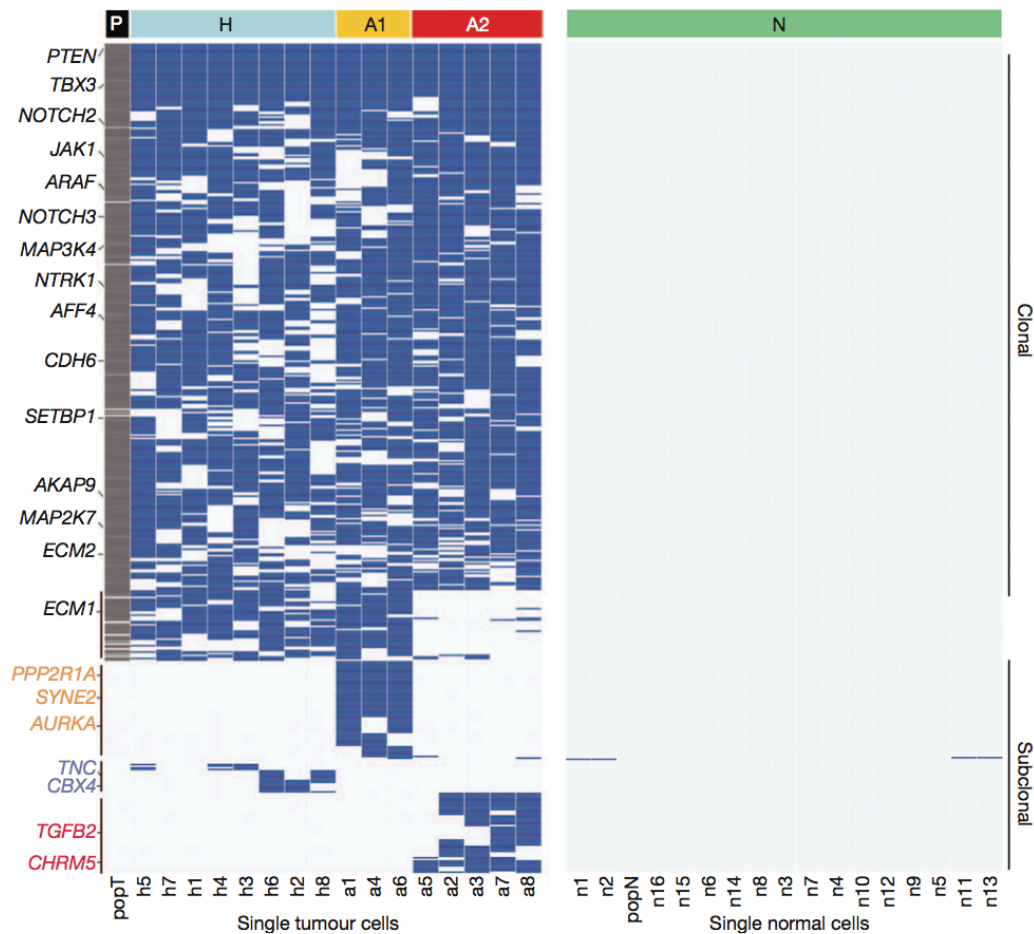 P H A1 A2 N
PTEN
TBX3
NOTCH2
JAK1
ARAF
NOTCH3
MAP3K4
NTRK1
AFF4
CDH6
SETBP1
AKAP9
MAP2K7
ECM2
ECM1
PPP2R1A
SYNE2
AURKA
TNC
CBX4
TGFB2
CHRM5
Clonal
Subclonal
popT h5 h7 h1 h4 h3 h6 h2 h8 a1 a4 a6 a5 a2 a3 a7 a8
n1 n2 popN n16 n15 n6 n14 n8 n3 n7 n4 n10 n12 n9 n5 n11 n13
Single tumour cells
Single normal cells